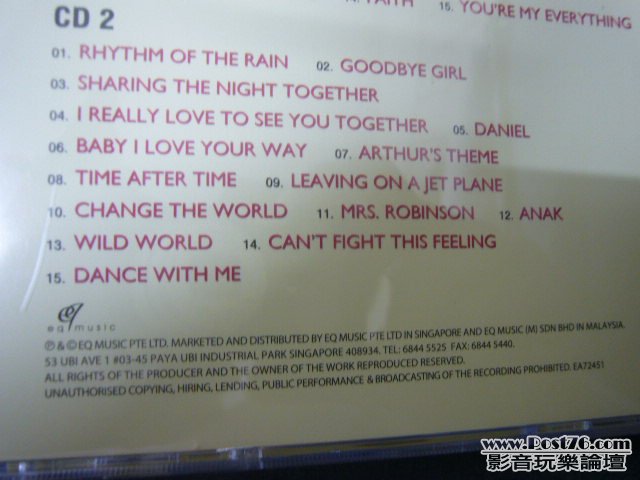 14. FAITH 15. YOU'RE MY EVERYTHING
CD 2
01. RHYTHM OF THE RAIN 02. GOODBYE GIRL
03. SHARING THE NIGHT TOGETHER
04. I REALLY LOVE TO SEE YOU TOGETHER 05. DANIEL
06. BABY I LOVE YOUR WAY 07. ARTHUR'S THEME
08. TIME AFTER TIME 09. LEAVING ON A JET PLANE
10. CHANGE THE WORLD 11. MRS. ROBINSON 12. ANAK
13. WILD WORLD 14. CAN'T FIGHT THIS FEELING
15. DANCE WITH ME
eq music
℗ & © EQ MUSIC PTE LTD. MARKETED AND DISTRIBUTED BY EQ MUSIC PTE LTD IN SINGAPORE AND EQ MUSIC (M) SDN BHD IN MALAYSIA.
53 UBI AVE 1 #03-45 PAYA UBI INDUSTRIAL PARK SINGAPORE 408934. TEL: 6844 5525 FAX: 6844 5440.
ALL RIGHTS OF THE PRODUCER AND THE OWNER OF THE WORK REPRODUCED RESERVED.
UNAUTHORISED COPYING, HIRING, LENDING, PUBLIC PERFORMANCE & BROADCASTING OF THE RECORDING PROHIBITED. EA72451
www.Post76.com
影音玩樂論壇